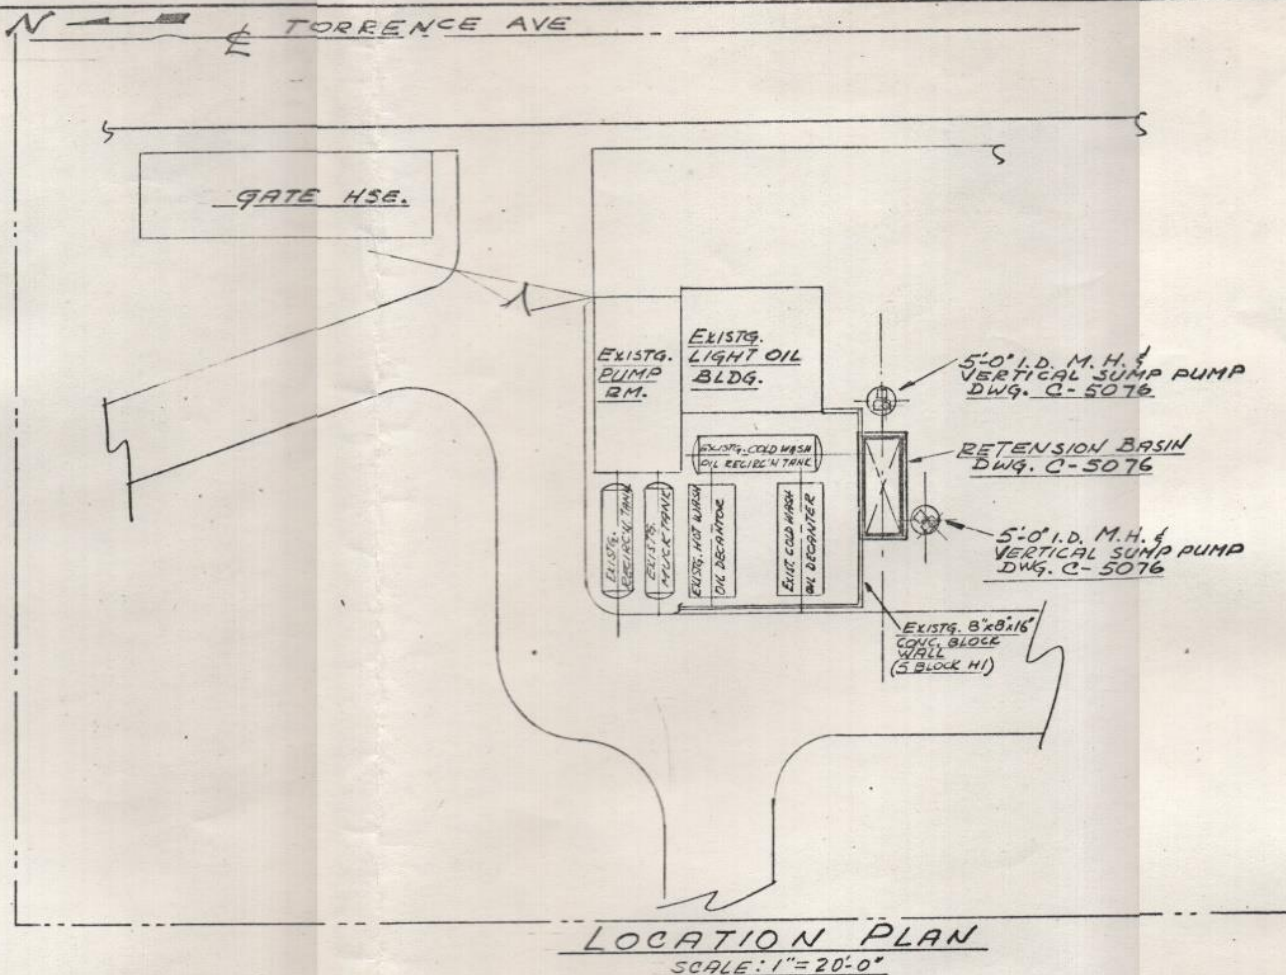 N
℄ TORRENCE AVE
GATE HSE.
EXISTG.
PUMP
RM.
EXISTG.
LIGHT OIL
BLDG.
5'-0" I.D. M.H. &
VERTICAL SUMP PUMP
DWG. C-5076
EXISTG. COLD WASH
OIL RECIRC'N TANK
RETENSION BASIN
DWG. C-5076
EXISTG.
RECIRC'N TANK
EXISTG.
MUCK TANK
EXISTG. HOT WASH
OIL DECANTOR
EXIST. COLD WASH
OIL DECANTER
5'-0" I.D. M.H. &
VERTICAL SUMP PUMP
DWG. C-5076
EXISTG. 8"x8"x16"
CONC. BLOCK
WALL
(5 BLOCK HI)
LOCATION PLAN
SCALE: 1"=20'-0"